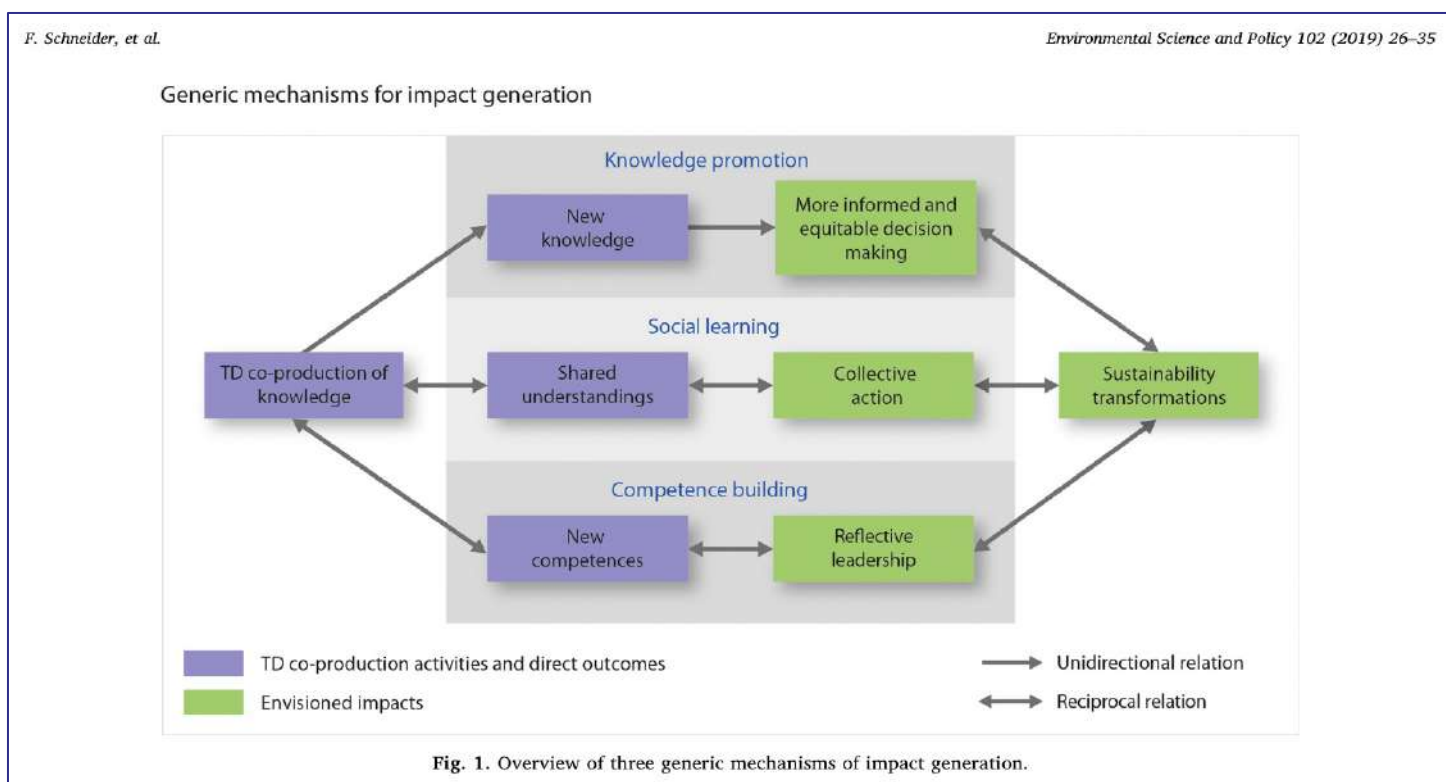 F. Schneider, et al.
Environmental Science and Policy 102 (2019) 26–35
Generic mechanisms for impact generation
Knowledge promotion
New
knowledge
More informed and
equitable decision
making
Social learning
TD co-production of
knowledge
Shared
understandings
Collective
action
Sustainability
transformations
Competence building
New
competences
Reflective
leadership
TD co-production activities and direct outcomes
Unidirectional relation
Envisioned impacts
Reciprocal relation
Fig. 1. Overview of three generic mechanisms of impact generation.